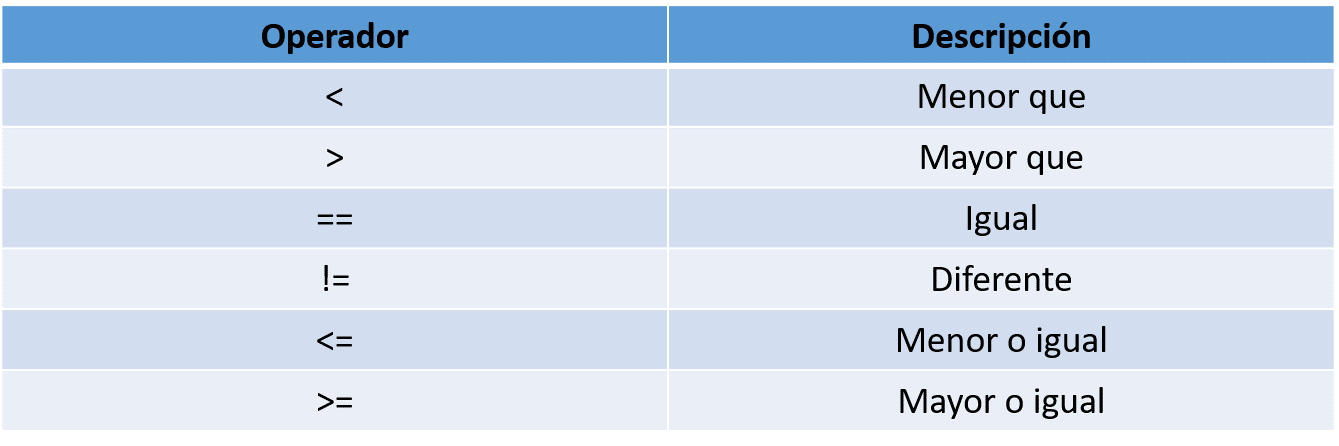 Operador Descripción
< Menor que
> Mayor que
== Igual
!= Diferente
<= Menor o igual
>= Mayor o igual